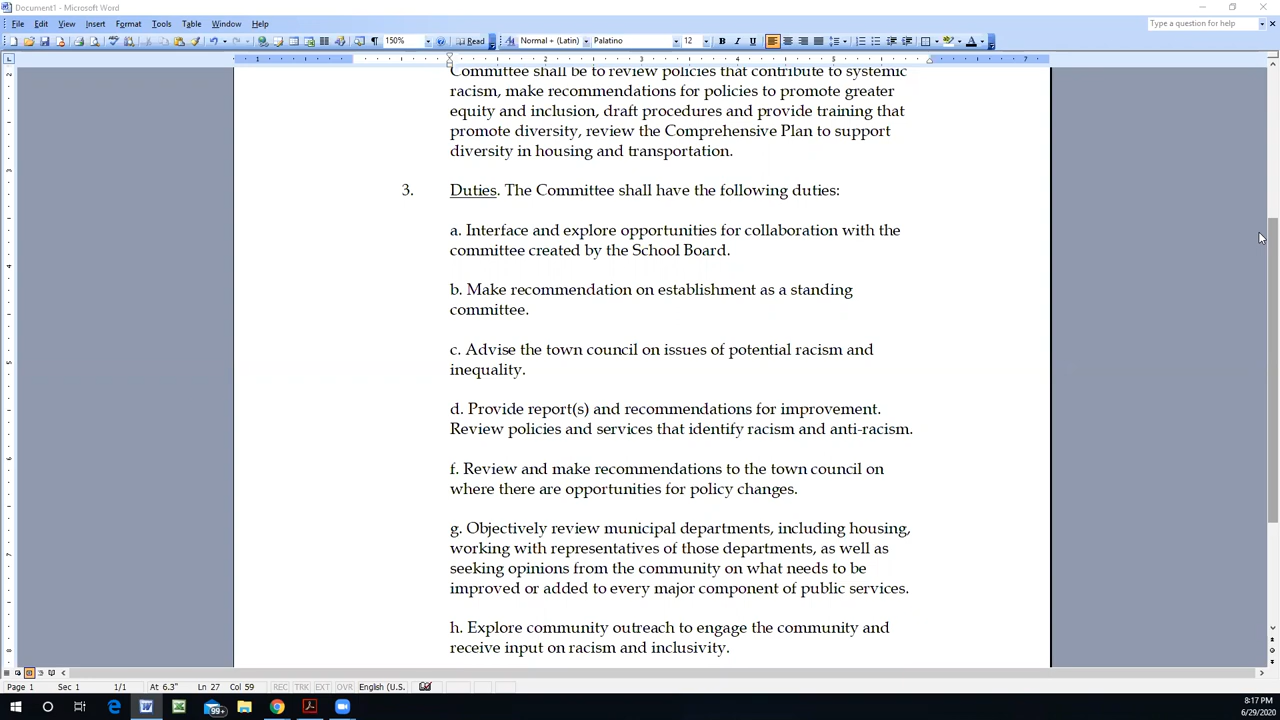 Document1 - Microsoft Word
File Edit View Insert Format Tools Table Window Help
Type a question for help
150% Read Normal + (Latin) Palatino 12 B I U
1 1 2 3 4 5 6 7
Committee shall be to review policies that contribute to systemic
racism, make recommendations for policies to promote greater
equity and inclusion, draft procedures and provide training that
promote diversity, review the Comprehensive Plan to support
diversity in housing and transportation.
3. Duties. The Committee shall have the following duties:
a. Interface and explore opportunities for collaboration with the
committee created by the School Board.
b. Make recommendation on establishment as a standing
committee.
c. Advise the town council on issues of potential racism and
inequality.
d. Provide report(s) and recommendations for improvement.
Review policies and services that identify racism and anti-racism.
f. Review and make recommendations to the town council on
where there are opportunities for policy changes.
g. Objectively review municipal departments, including housing,
working with representatives of those departments, as well as
seeking opinions from the community on what needs to be
improved or added to every major component of public services.
h. Explore community outreach to engage the community and
receive input on racism and inclusivity.
Page 1 Sec 1 1/1 At 6.3" Ln 27 Col 59 REC TRK EXT OVR English (U.S.
99+
8:17 PM
6/29/2020